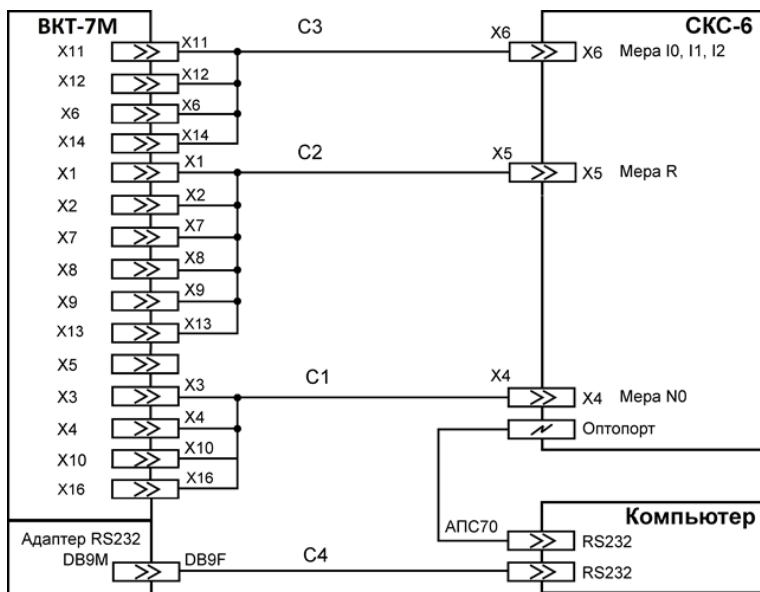 ВКТ-7М СКС-6
X11 X11 C3 X6 X6 Мера I0, I1, I2
X12 X12
X6 X6
X14 X14
X1 X1 C2 X5 X5 Мера R
X2 X2
X7 X7
X8 X8
X9 X9
X13 X13
X5
X3 X3 C1 X4 X4 Мера N0
X4 X4 Оптопорт
X10 X10
X16 X16
Адаптер RS232 Компьютер
АПС70 RS232
DB9M DB9F C4 RS232